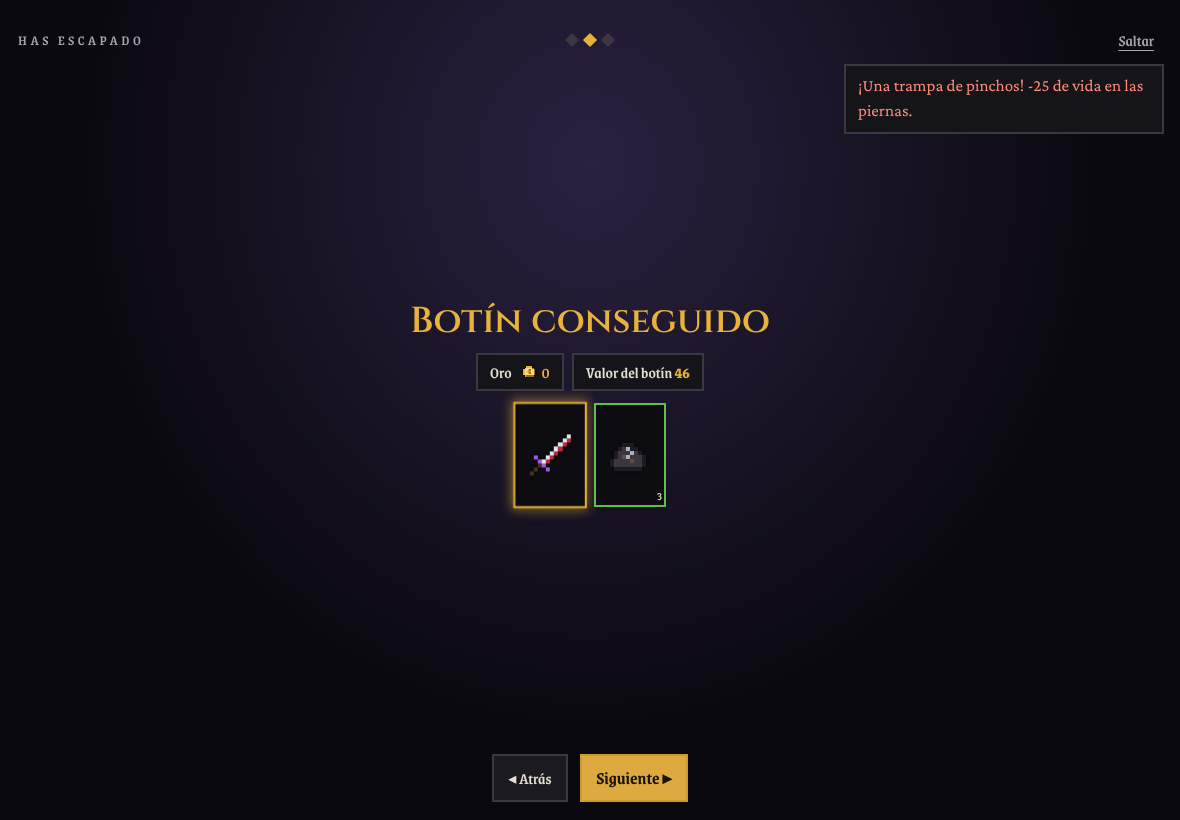 HAS ESCAPADO
Saltar
¡Una trampa de pinchos! -25 de vida en las
piernas.
Botín conseguido
Oro 0
Valor del botín 46
3
◂ Atrás
Siguiente ▸